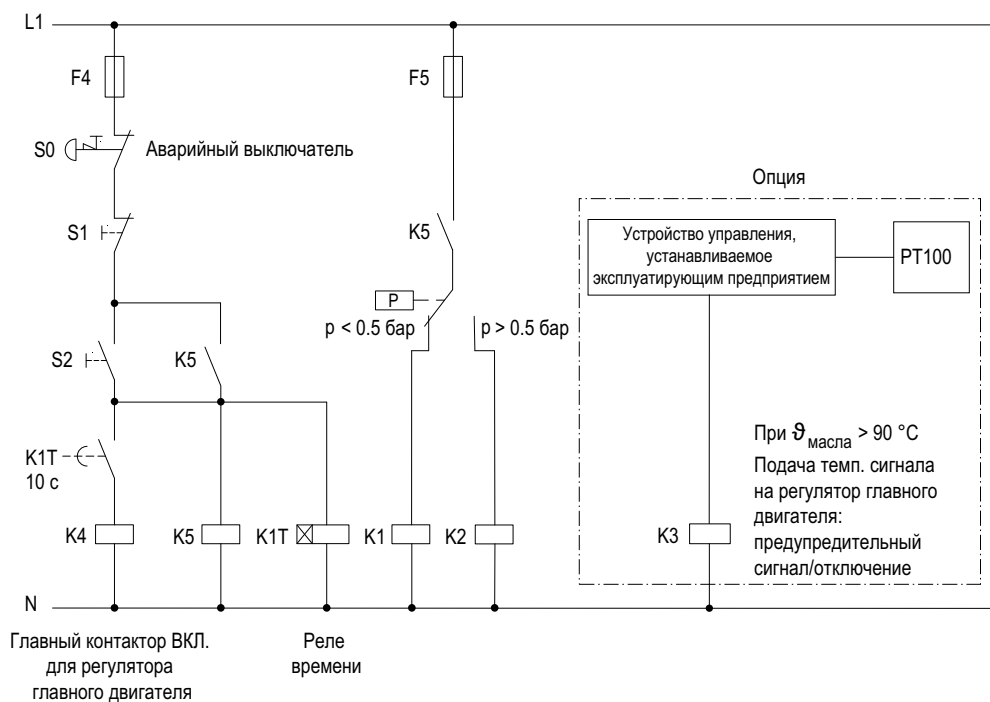 L1
F4
F5
S0
Аварийный выключатель
Опция
S1
K5
Устройство управления,
устанавливаемое
эксплуатирующим предприятием
PT100
P
p < 0.5 бар
p > 0.5 бар
S2
K5
K1T
10 с
При ϑмасла > 90 °C
Подача темп. сигнала
на регулятор главного
двигателя:
предупредительный
сигнал/отключение
K4
K5
K1T
K1
K2
K3
N
Главный контактор ВКЛ.
для регулятора
главного двигателя
Реле
времени